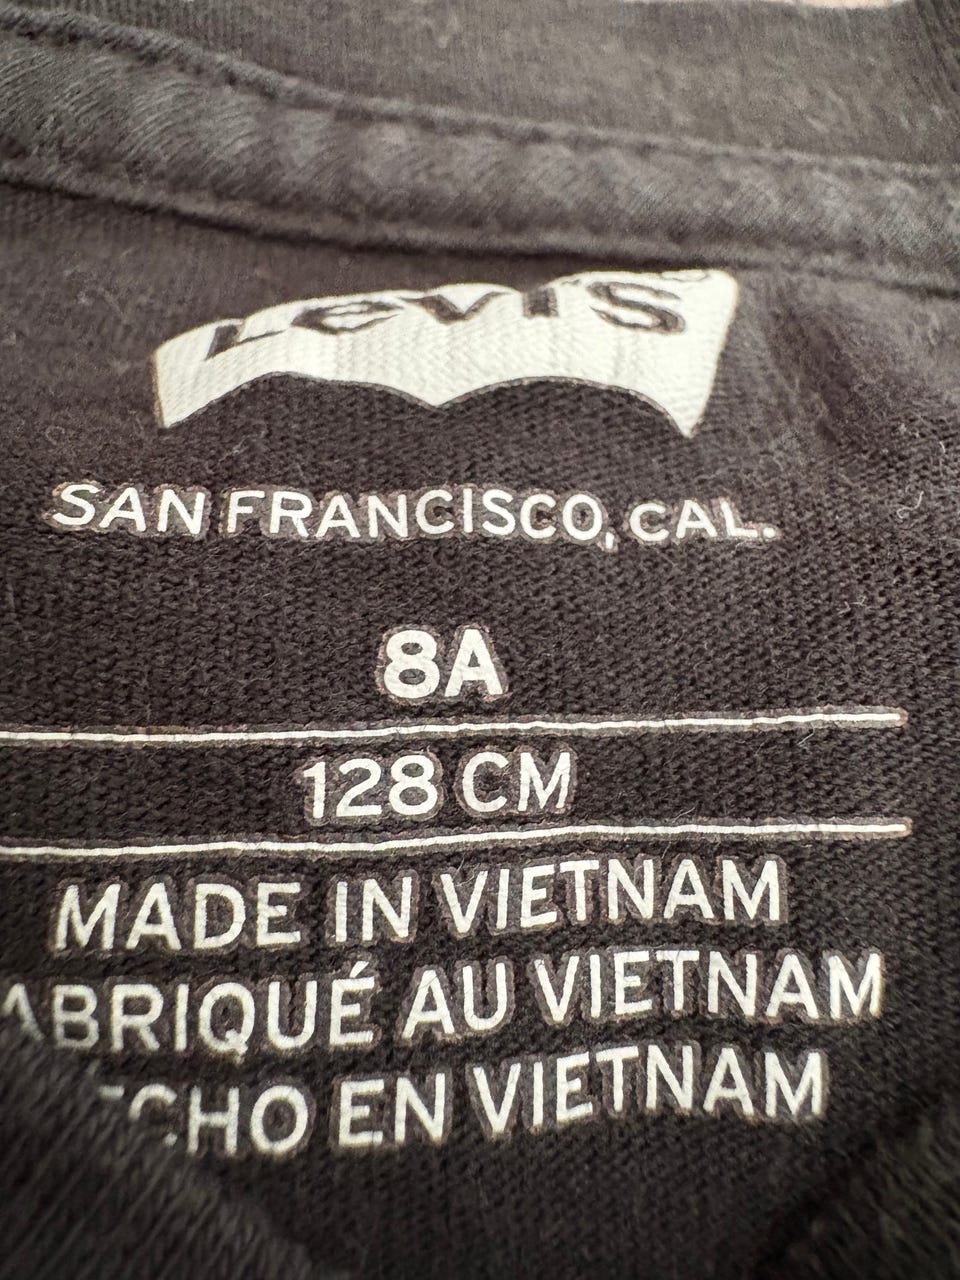 Levi's
SAN FRANCISCO, CAL.
8A
128 CM
MADE IN VIETNAM
ABRIQUÉ AU VIETNAM
ECHO EN VIETNAM